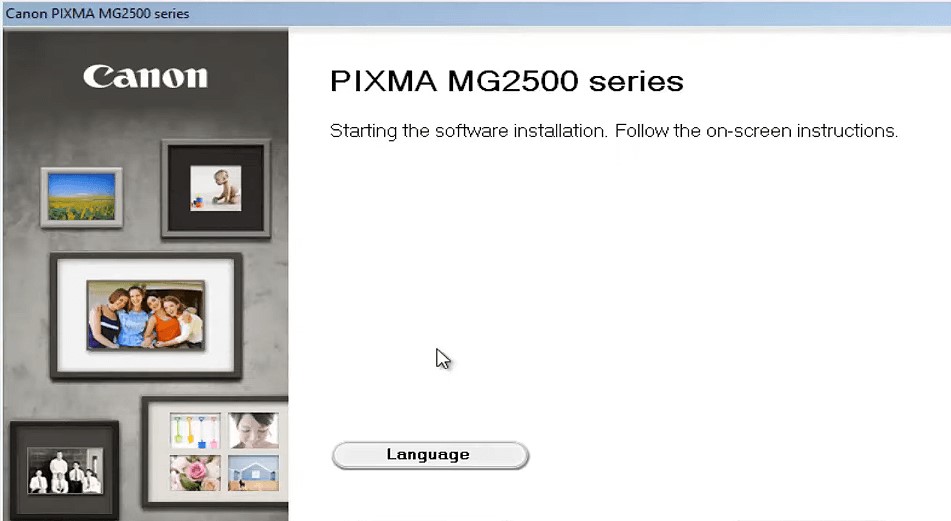 Canon PIXMA MG2500 series
Canon
PIXMA MG2500 series
Starting the software installation. Follow the on-screen instructions.
Language